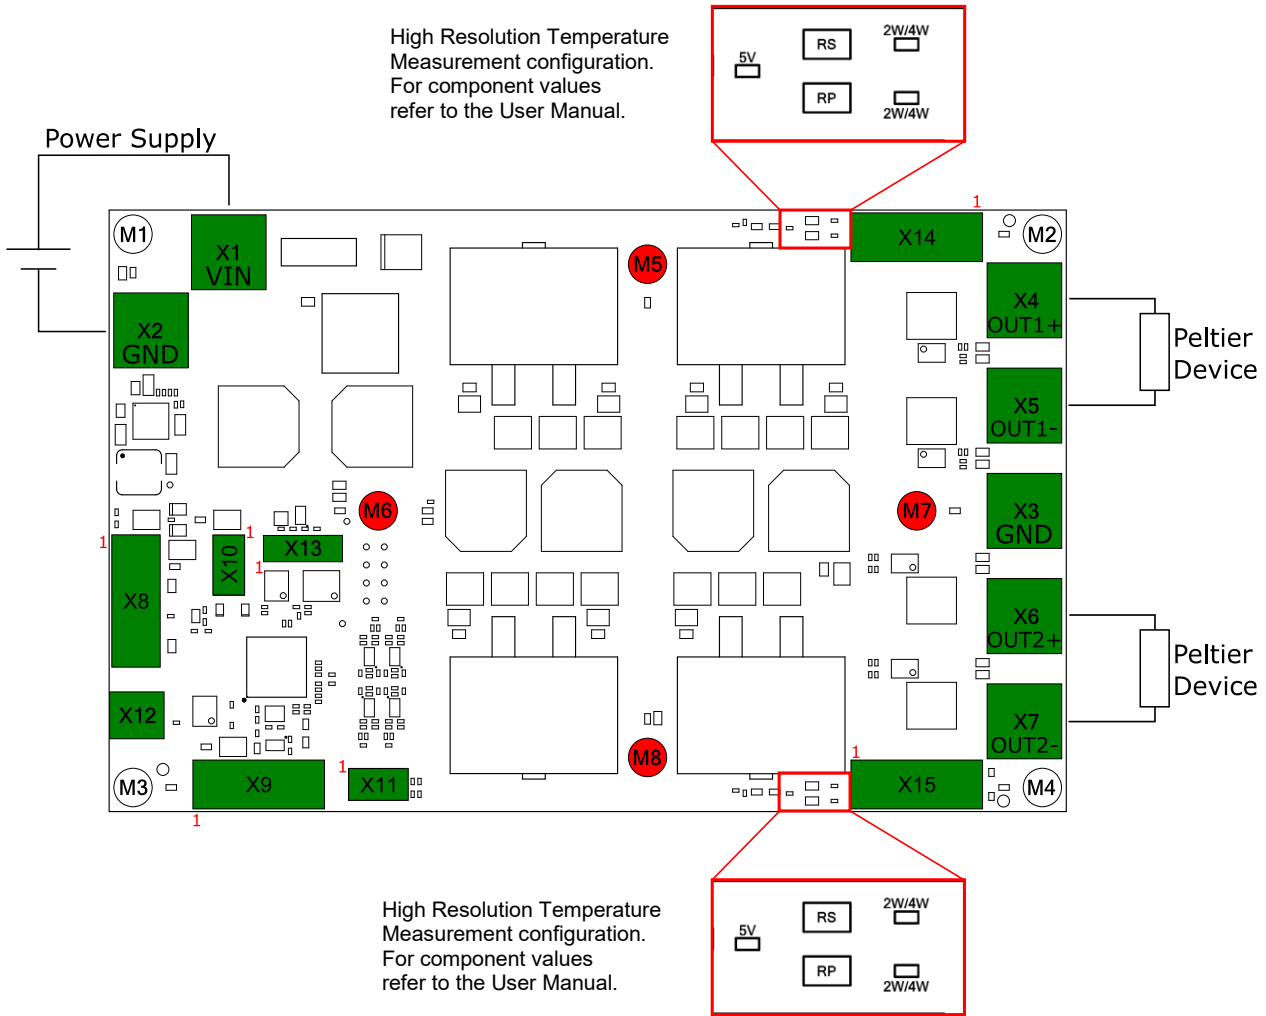 High Resolution Temperature
Measurement configuration.
For component values
refer to the User Manual.
5V
RS
2W/4W
RP
2W/4W
Power Supply
M1
X1
VIN
M5
1
X14
M2
X2
GND
X4
OUT1+
Peltier
Device
X5
OUT1-
M6
M7
X3
GND
1
1
X10
1
X13
X8
X6
OUT2+
Peltier
Device
X12
X7
OUT2-
M3
1
X9
1
X11
M8
1
X15
M4
High Resolution Temperature
Measurement configuration.
For component values
refer to the User Manual.
5V
RS
2W/4W
RP
2W/4W